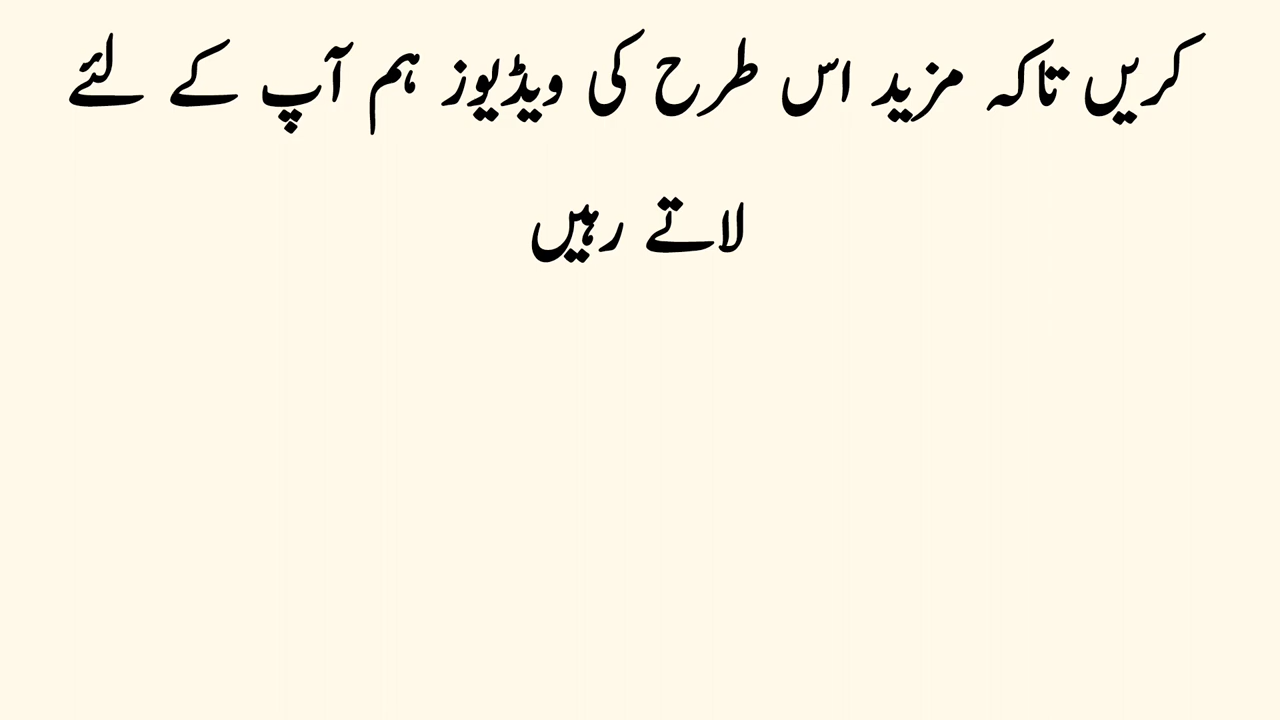 کریں تاکہ مزید اس طرح کی ویڈیوز ہم آپ کے لئے
لاتے رہیں